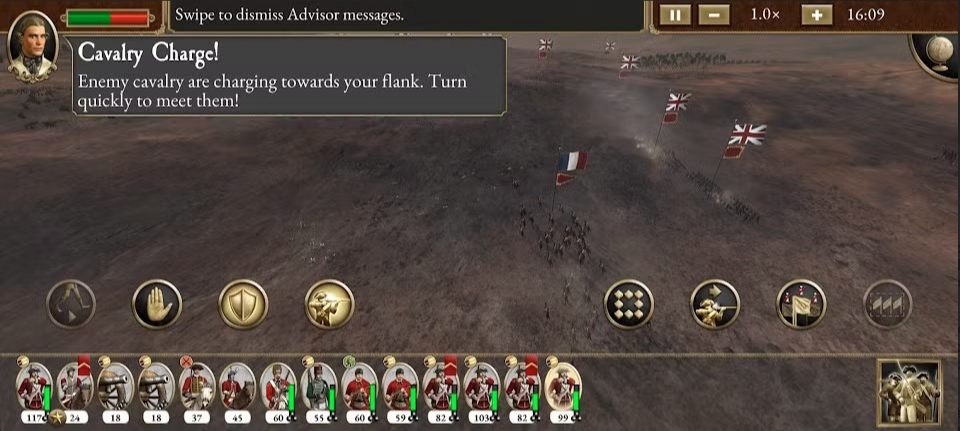 Swipe to dismiss Advisor messages.
1.0×
16:09
Cavalry Charge!
Enemy cavalry are charging towards your flank. Turn
quickly to meet them!
117 24 18 18 37 45 60 55 60 59 82 103 82 99